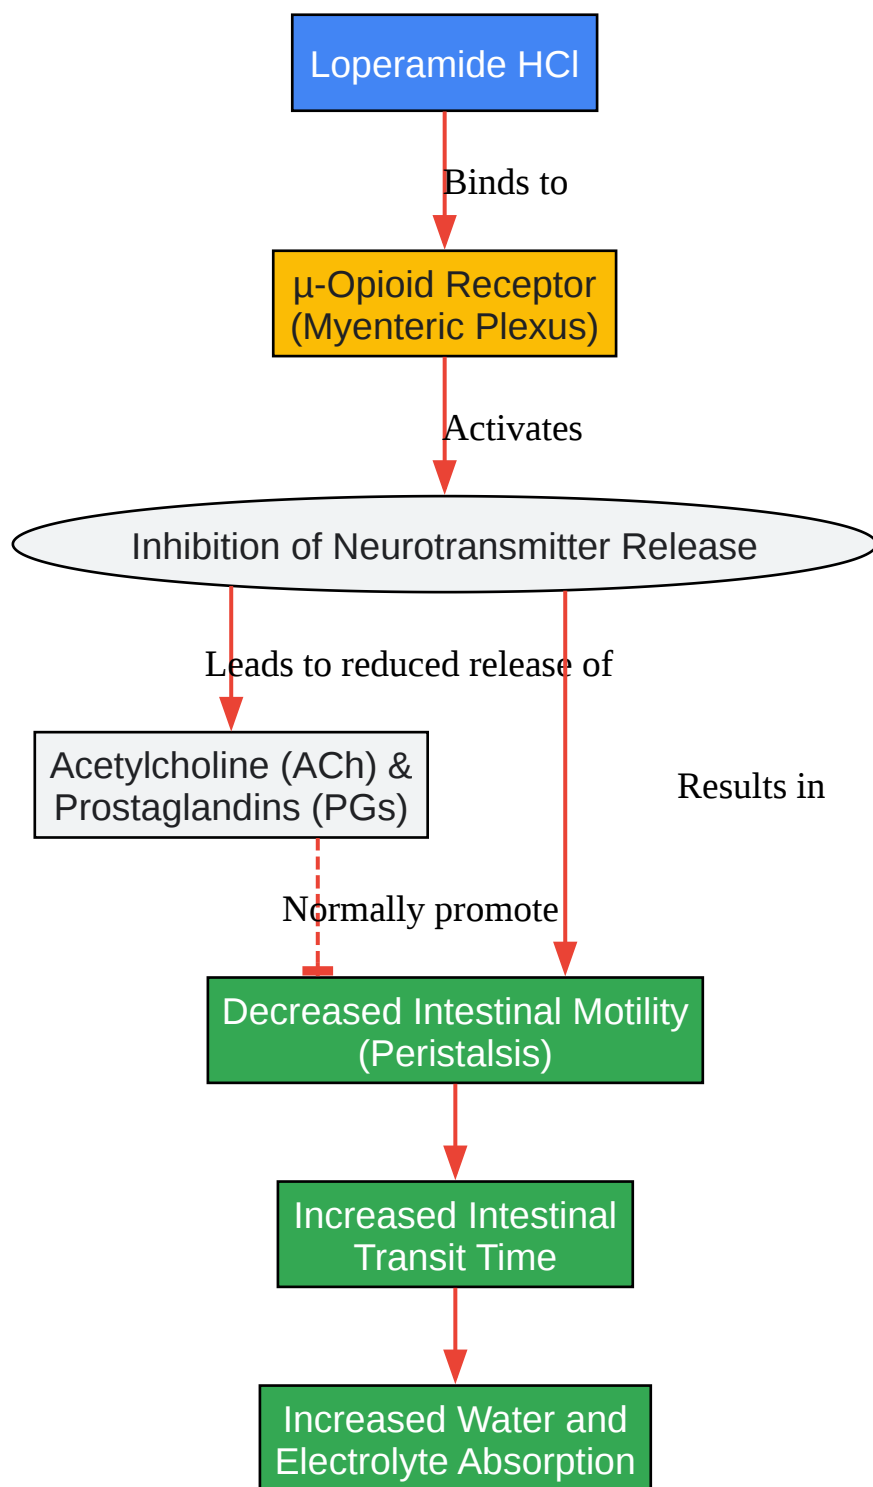 Loperamide HCl
Binds to
µ-Opioid Receptor
(Myenteric Plexus)
Activates
Inhibition of Neurotransmitter Release
Leads to reduced release of
Acetylcholine (ACh) &
Prostaglandins (PGs)
Results in
Normally promote
Decreased Intestinal Motility
(Peristalsis)
Increased Intestinal
Transit Time
Increased Water and
Electrolyte Absorption